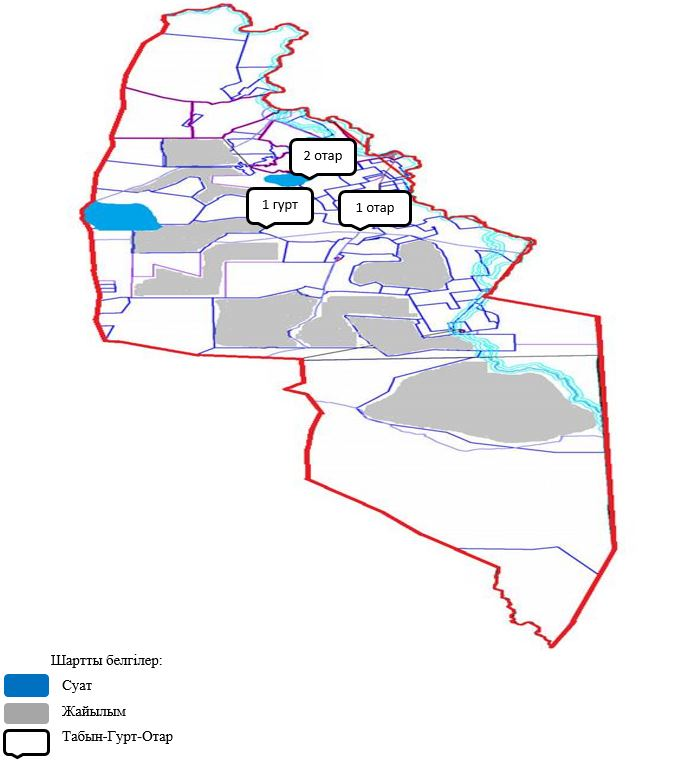 2 отар
1 гурт
1 отар
Шартты белгілер:
Суат
Жайылым
Табын-Гурт-Отар